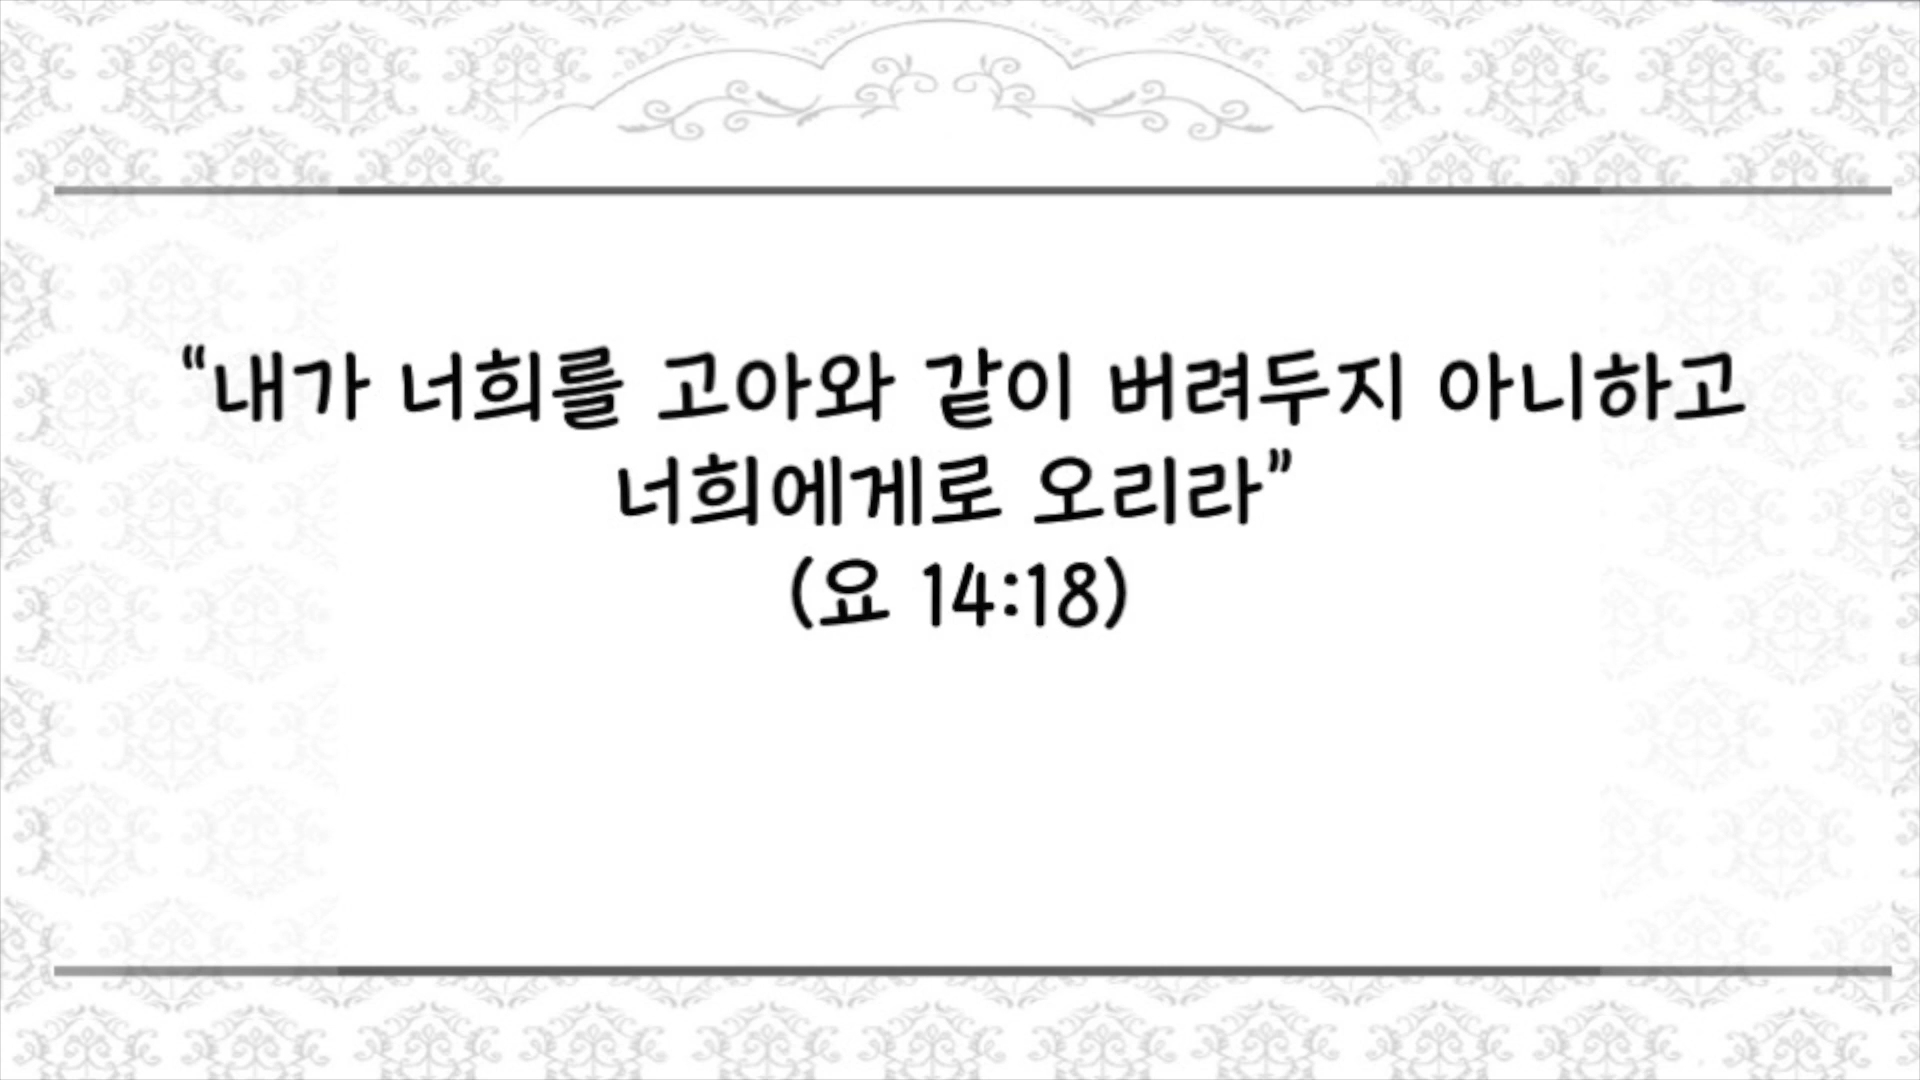 “내가 너희를 고아와 같이 버려두지 아니하고
너희에게로 오리라”
(요 14:18)